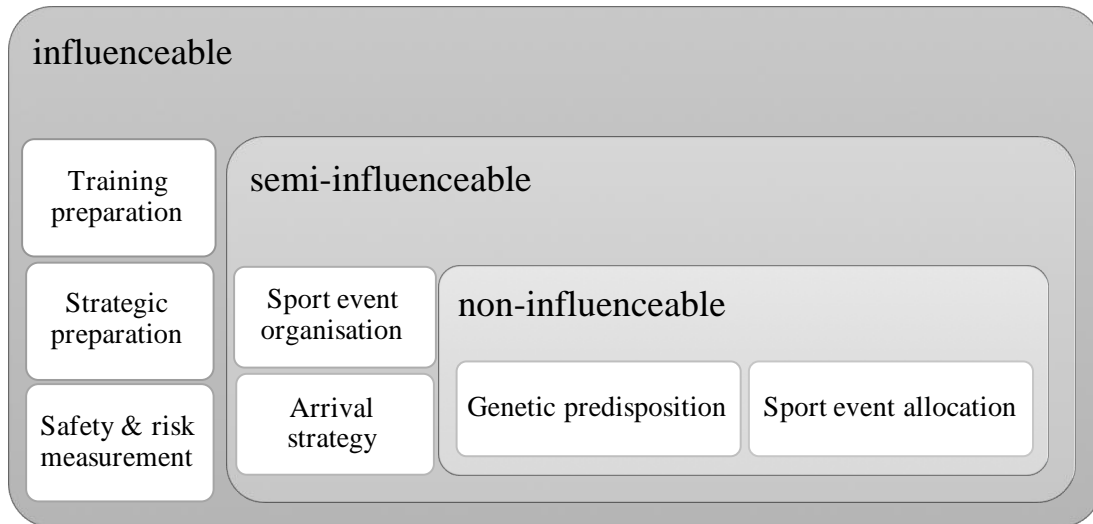 influenceable
Training
preparation
Strategic
preparation
Safety & risk
measurement
semi-influenceable
Sport event
organisation
Arrival
strategy
non-influenceable
Genetic predisposition
Sport event allocation